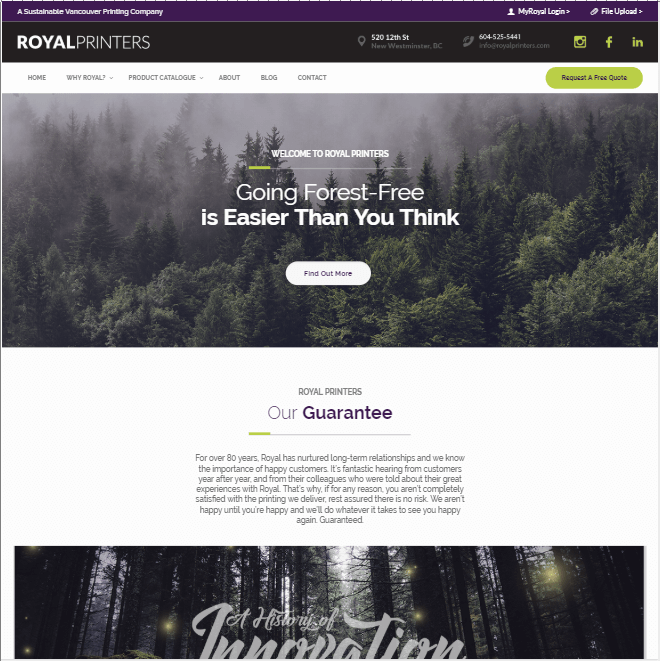 A Sustainable Vancouver Printing Company
MyRoyal Login >
File Upload >
ROYALPRINTERS
520 12th St
New Westminster, BC
604-525-5441
info@royalprinters.com
HOME
WHY ROYAL?
PRODUCT CATALOGUE
ABOUT
BLOG
CONTACT
Request A Free Quote
WELCOME TO ROYAL PRINTERS
Going Forest-Free
is Easier Than You Think
Find Out More
ROYAL PRINTERS
Our Guarantee
For over 80 years, Royal has nurtured long-term relationships and we know
the importance of happy customers. It's fantastic hearing from customers
year after year, and from their colleagues who were told about their great
experiences with Royal. That's why, if for any reason, you aren't completely
satisfied with the printing we deliver, rest assured there is no risk. We aren't
happy until you're happy and we'll do whatever it takes to see you happy
again. Guaranteed.
A History of
Innovation